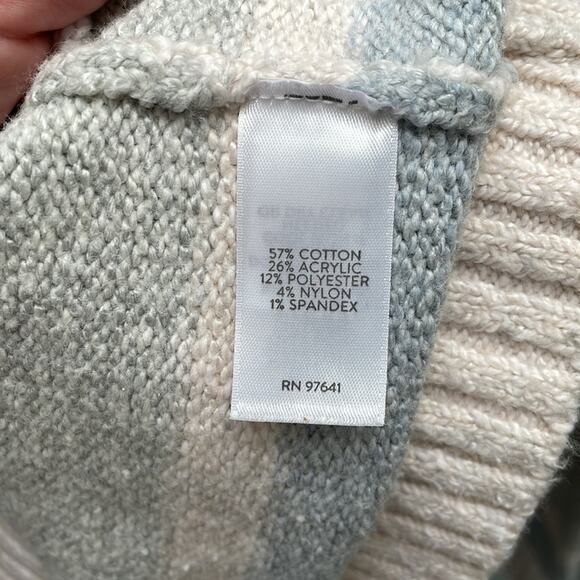 57% COTTON
26% ACRYLIC
12% POLYESTER
4% NYLON
1% SPANDEX
RN 97641